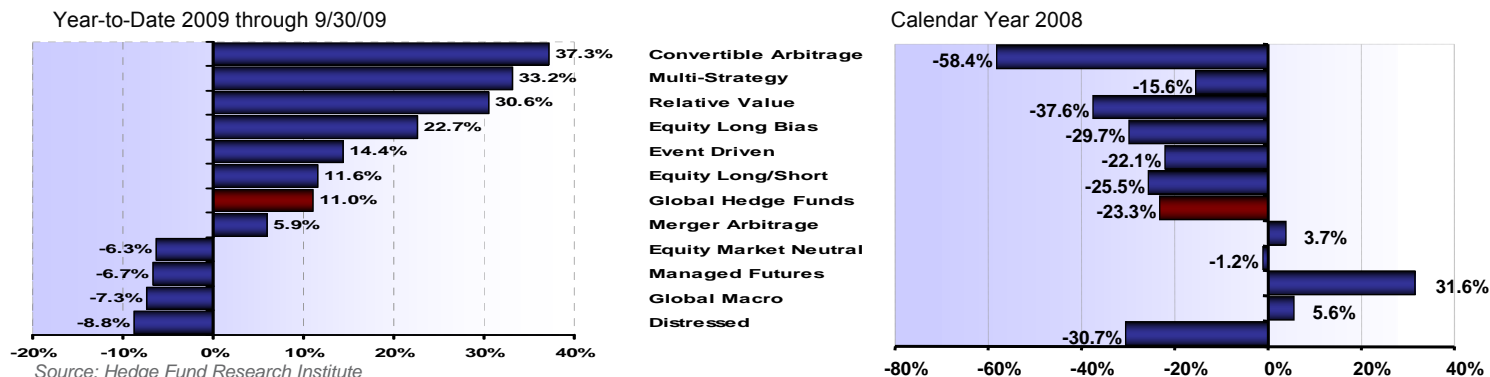 Year-to-Date 2009 through 9/30/09
Calendar Year 2008
37.3% Convertible Arbitrage -58.4%
33.2% Multi-Strategy -15.6%
30.6% Relative Value -37.6%
22.7% Equity Long Bias -29.7%
14.4% Event Driven -22.1%
11.6% Equity Long/Short -25.5%
11.0% Global Hedge Funds -23.3%
5.9% Merger Arbitrage 3.7%
-6.3% Equity Market Neutral -1.2%
-6.7% Managed Futures 31.6%
-7.3% Global Macro 5.6%
-8.8% Distressed -30.7%
-20% -10% 0% 10% 20% 30% 40%
-80% -60% -40% -20% 0% 20% 40%
Source: Hedge Fund Research Institute